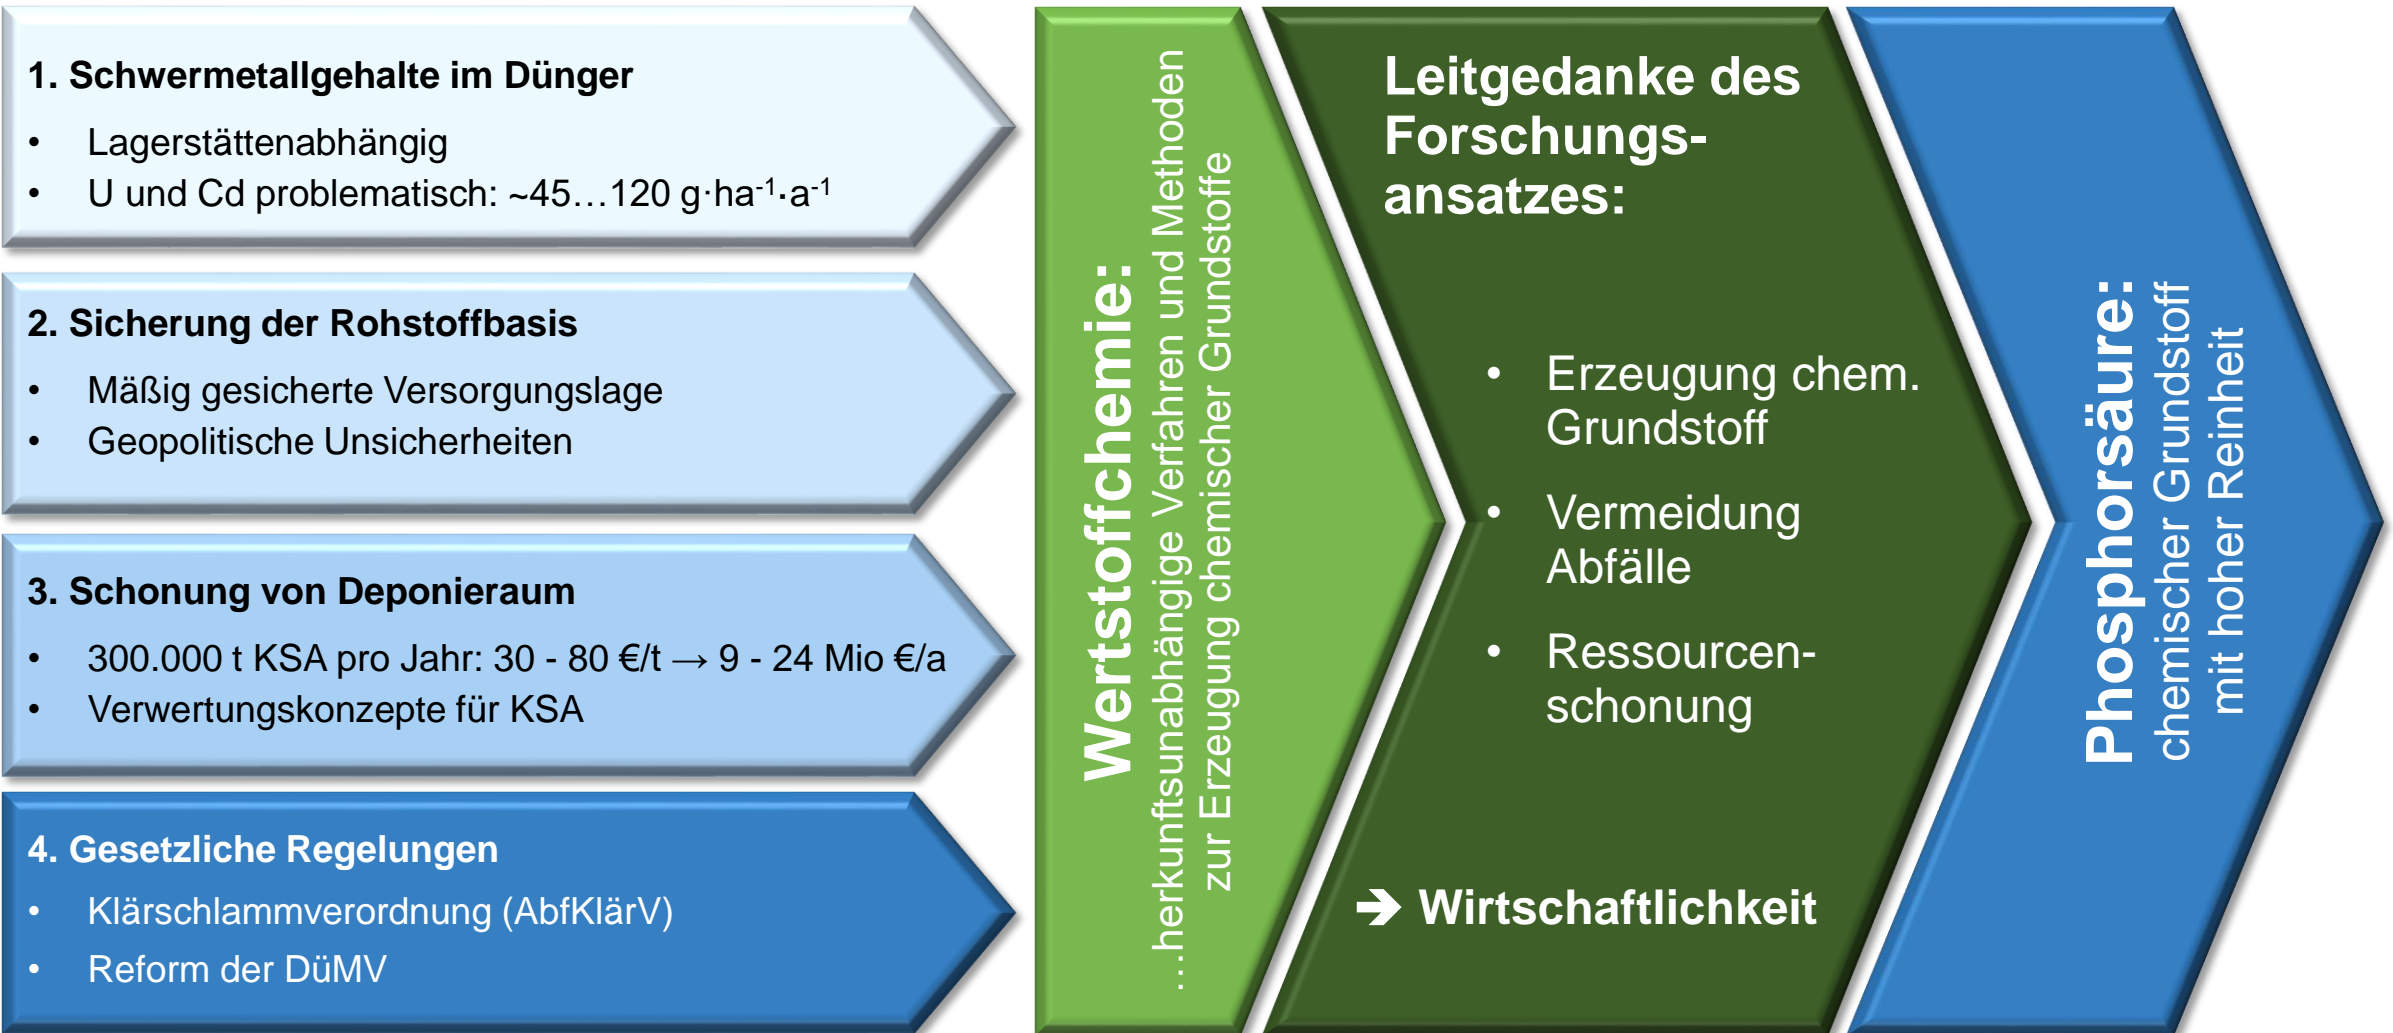 1. Schwermetallgehalte im Dünger
• Lagerstättenabhängig
• U und Cd problematisch: ~45…120 g·ha⁻¹·a⁻¹
2. Sicherung der Rohstoffbasis
• Mäßig gesicherte Versorgungslage
• Geopolitische Unsicherheiten
3. Schonung von Deponieraum
• 300.000 t KSA pro Jahr: 30 - 80 €/t → 9 - 24 Mio €/a
• Verwertungskonzepte für KSA
4. Gesetzliche Regelungen
• Klärschlammverordnung (AbfKlärV)
• Reform der DüMV
Wertstoffchemie:
…herkunftsunabhängige Verfahren und Methoden
zur Erzeugung chemischer Grundstoffe
Leitgedanke des
Forschungs-
ansatzes:
• Erzeugung chem.
Grundstoff
• Vermeidung
Abfälle
• Ressourcen-
schonung
➔ Wirtschaftlichkeit
Phosphorsäure:
chemischer Grundstoff
mit hoher Reinheit